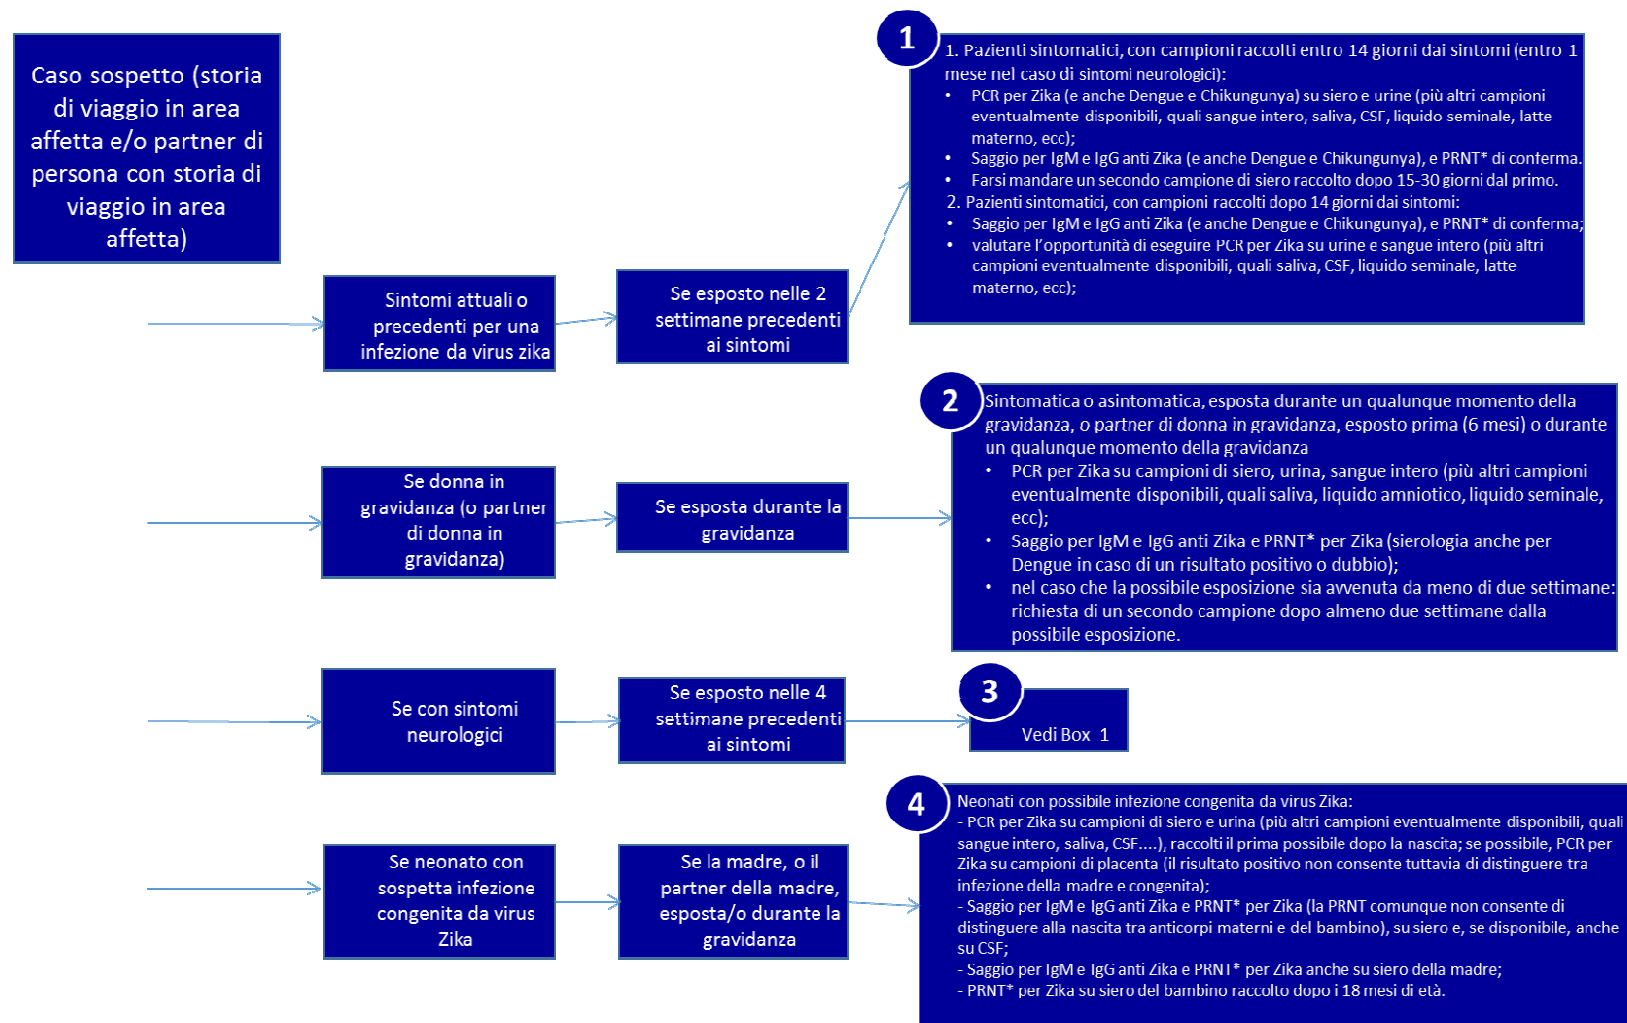 Caso sospetto (storia
di viaggio in area
affetta e/o partner di
persona con storia di
viaggio in area
affetta)
Sintomi attuali o
precedenti per una
infezione da virus zika
Se esposto nelle 2
settimane precedenti
ai sintomi
1
1. Pazienti sintomatici, con campioni raccolti entro 14 giorni dai sintomi (entro 1
mese nel caso di sintomi neurologici):
• PCR per Zika (e anche Dengue e Chikungunya) su siero e urine (più altri campioni
eventualmente disponibili, quali sangue intero, saliva, CSF, liquido seminale, latte
materno, ecc);
• Saggio per IgM e IgG anti Zika (e anche Dengue e Chikungunya), e PRNT* di conferma.
• Farsi mandare un secondo campione di siero raccolto dopo 15-30 giorni dal primo.
2. Pazienti sintomatici, con campioni raccolti dopo 14 giorni dai sintomi:
• Saggio per IgM e IgG anti Zika (e anche Dengue e Chikungunya), e PRNT* di conferma;
• valutare l'opportunità di eseguire PCR per Zika su urine e sangue intero (più altri
campioni eventualmente disponibili, quali saliva, CSF, liquido seminale, latte
materno, ecc);
Se donna in
gravidanza (o partner
di donna in
gravidanza)
Se esposta durante la
gravidanza
2
Sintomatica o asintomatica, esposta durante un qualunque momento della
gravidanza, o partner di donna in gravidanza, esposto prima (6 mesi) o durante
un qualunque momento della gravidanza
• PCR per Zika su campioni di siero, urina, sangue intero (più altri campioni
eventualmente disponibili, quali saliva, liquido amniotico, liquido seminale,
ecc);
• Saggio per IgM e IgG anti Zika e PRNT* per Zika (sierologia anche per
Dengue in caso di un risultato positivo o dubbio);
• nel caso che la possibile esposizione sia avvenuta da meno di due settimane:
richiesta di un secondo campione dopo almeno due settimane dalla
possibile esposizione.
Se con sintomi
neurologici
Se esposto nelle 4
settimane precedenti
ai sintomi
3
Vedi Box 1
Se neonato con
sospetta infezione
congenita da virus
Zika
Se la madre, o il
partner della madre,
esposta/o durante la
gravidanza
4
Neonati con possibile infezione congenita da virus Zika:
- PCR per Zika su campioni di siero e urina (più altri campioni eventualmente disponibili, quali
sangue intero, saliva, CSF....), raccolti il prima possibile dopo la nascita; se possibile, PCR per
Zika su campioni di placenta (il risultato positivo non consente tuttavia di distinguere tra
infezione della madre e congenita);
- Saggio per IgM e IgG anti Zika e PRNT* per Zika (la PRNT comunque non consente di
distinguere alla nascita tra anticorpi materni e del bambino), su siero e, se disponibile, anche
su CSF;
- Saggio per IgM e IgG anti Zika e PRNT* per Zika anche su siero della madre;
- PRNT* per Zika su siero del bambino raccolto dopo i 18 mesi di età.